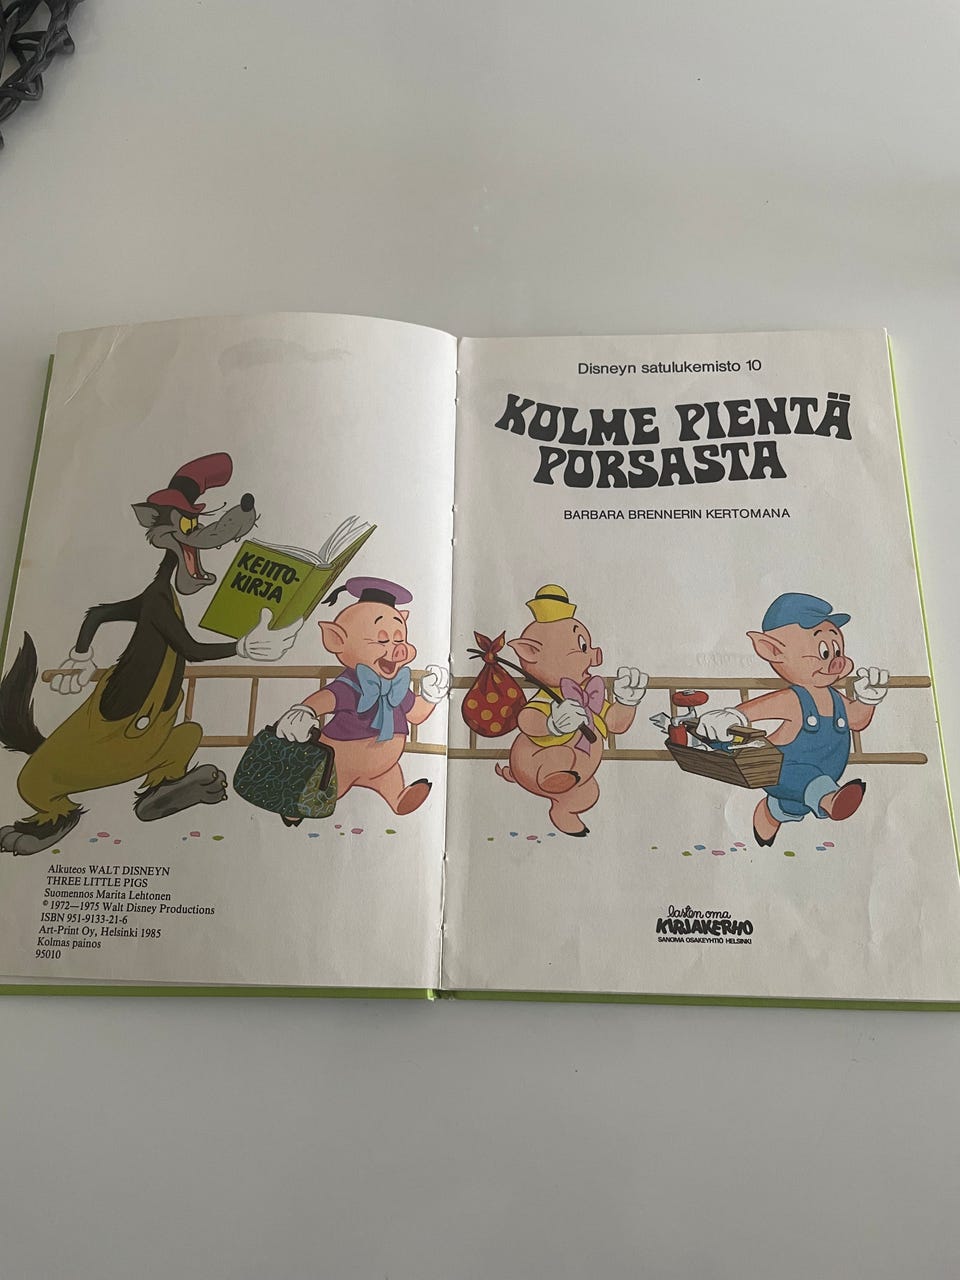 KEITTO-
KIRJA
Alkuteos WALT DISNEYN
THREE LITTLE PIGS
Suomennos Marita Lehtonen
© 1972—1975 Walt Disney Productions
ISBN 951-9133-21-6
Art-Print Oy, Helsinki 1985
Kolmas painos
95010
Disneyn satulukemisto 10
KOLME PIENTÄ
PORSASTA
BARBARA BRENNERIN KERTOMANA
lasten oma
KIRJAKERHO
SANOMA OSAKEYHTIÖ HELSINKI